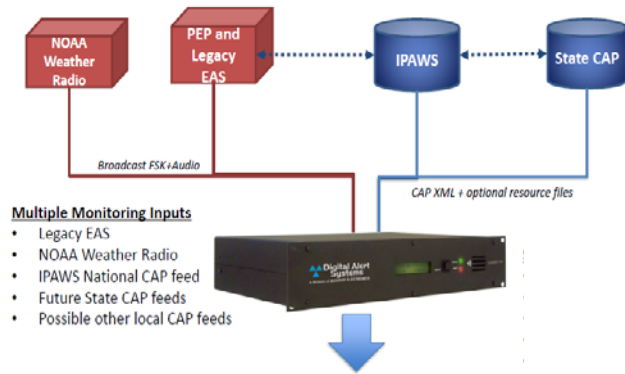 NOAA
Weather
Radio
PEP and
Legacy
EAS
IPAWS
State CAP
Broadcast FSK+Audio
CAP XML + optional resource files
Multiple Monitoring Inputs
• Legacy EAS
• NOAA Weather Radio
• IPAWS National CAP feed
• Future State CAP feeds
• Possible other local CAP feeds
Digital Alert
Systems